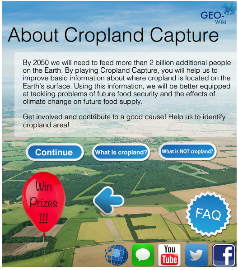 GEO-
Wiki
About Cropland Capture
By 2050 we will need to feed more than 2 billion additional people
on the Earth. By playing Cropland Capture, you will help us to
improve basic information about where cropland is located on the
Earth's surface. Using this information, we will be better equipped
at tackling problems of future food security and the effects of
climate change on future food supply.
Get involved and contribute to a good cause! Help us to identify
cropland area!
Continue
What is cropland?
What is NOT cropland?
Win
Prizes
!!!
FAQ
You
Tube
f